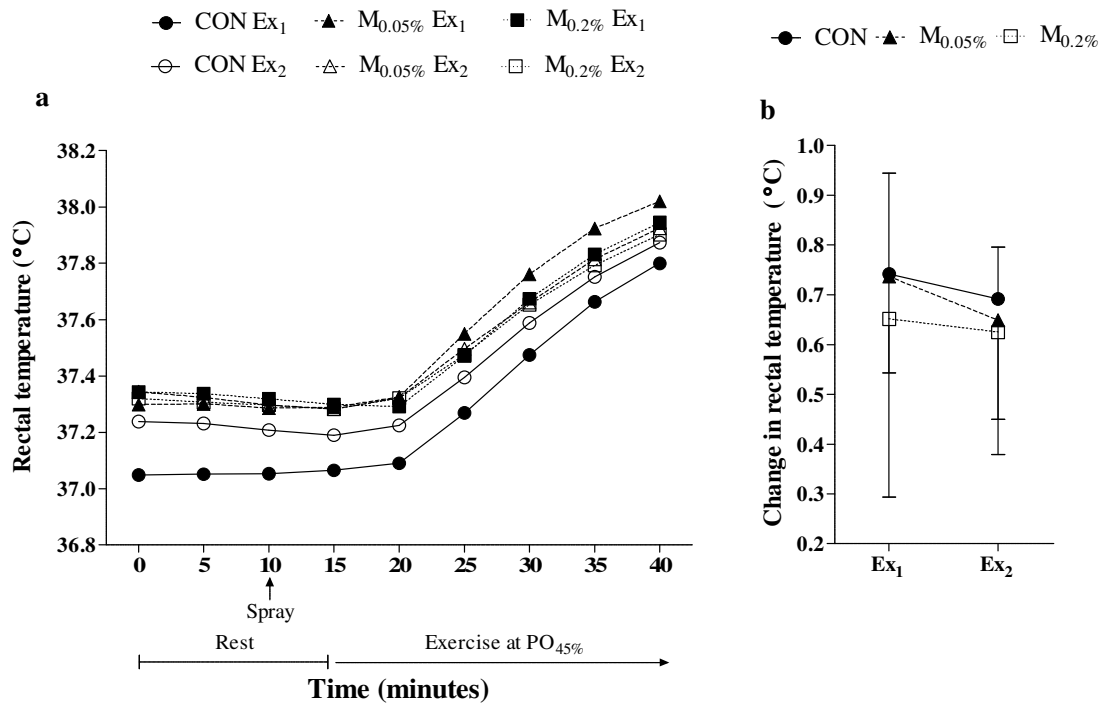 CON Ex₁ M₀.₀₅% Ex₁ M₀.₂% Ex₁
CON Ex₂ M₀.₀₅% Ex₂ M₀.₂% Ex₂
a
Rectal temperature (°C)
38.2
38.0
37.8
37.6
37.4
37.2
37.0
36.8
0 5 10 15 20 25 30 35 40
Spray
Rest Exercise at PO₄₅%
Time (minutes)
CON M₀.₀₅% M₀.₂%
b
Change in rectal temperature (°C)
1.0
0.9
0.8
0.7
0.6
0.5
0.4
0.3
0.2
Ex₁ Ex₂